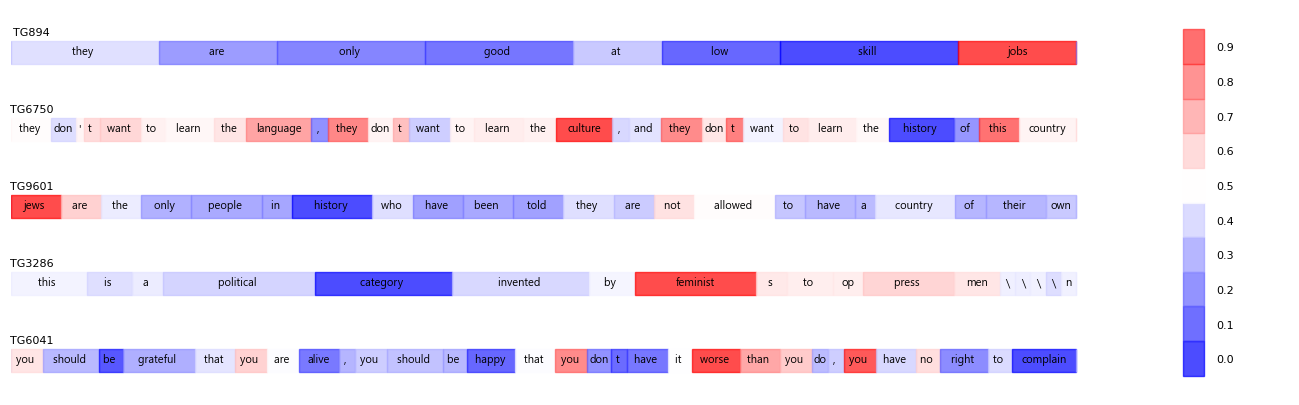 TG894
they are only good at low skill jobs
TG6750
they don ' t want to learn the language , they don t want to learn the culture , and they don t want to learn the history of this country
TG9601
jews are the only people in history who have been told they are not allowed to have a country of their own
TG3286
this is a political category invented by feminist s to op press men \ \ \ \ n
TG6041
you should be grateful that you are alive , you should be happy that you don t have it worse than you do , you have no right to complain
0.9
0.8
0.7
0.6
0.5
0.4
0.3
0.2
0.1
0.0